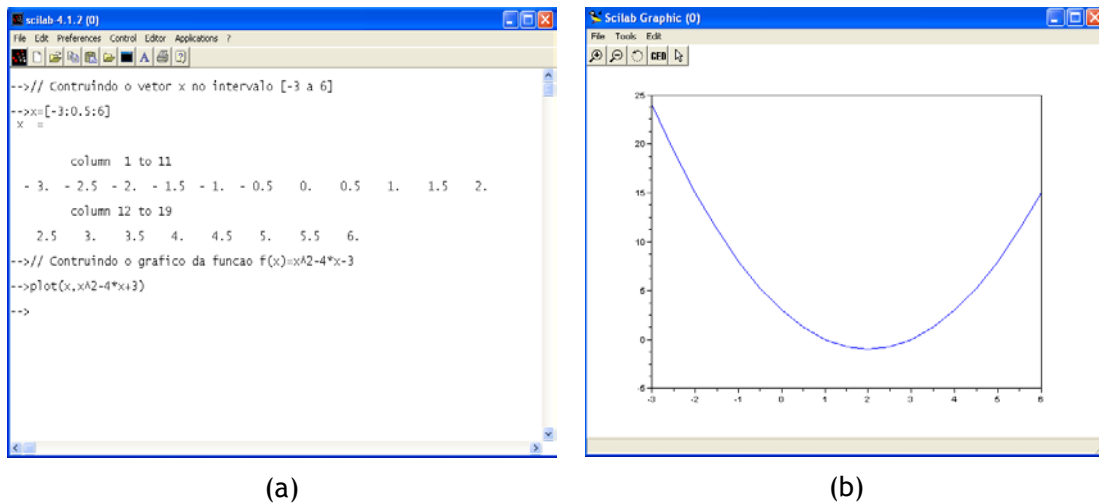 scilab-4.1.2 (0)
File Edit Preferences Control Editor Applications ?
-->// Contruindo o vetor x no intervalo [-3 a 6]
-->x=[-3:0.5:6]
x =
column 1 to 11
- 3. - 2.5 - 2. - 1.5 - 1. - 0.5 0. 0.5 1. 1.5 2.
column 12 to 19
2.5 3. 3.5 4. 4.5 5. 5.5 6.
-->// Contruindo o grafico da funcao f(x)=x^2-4*x-3
-->plot(x,x^2-4*x+3)
-->
(a)
Scilab Graphic (0)
File Tools Edit
GED
25
20
15
10
5
0
-5
-3 -2 -1 0 1 2 3 4 5 6
(b)